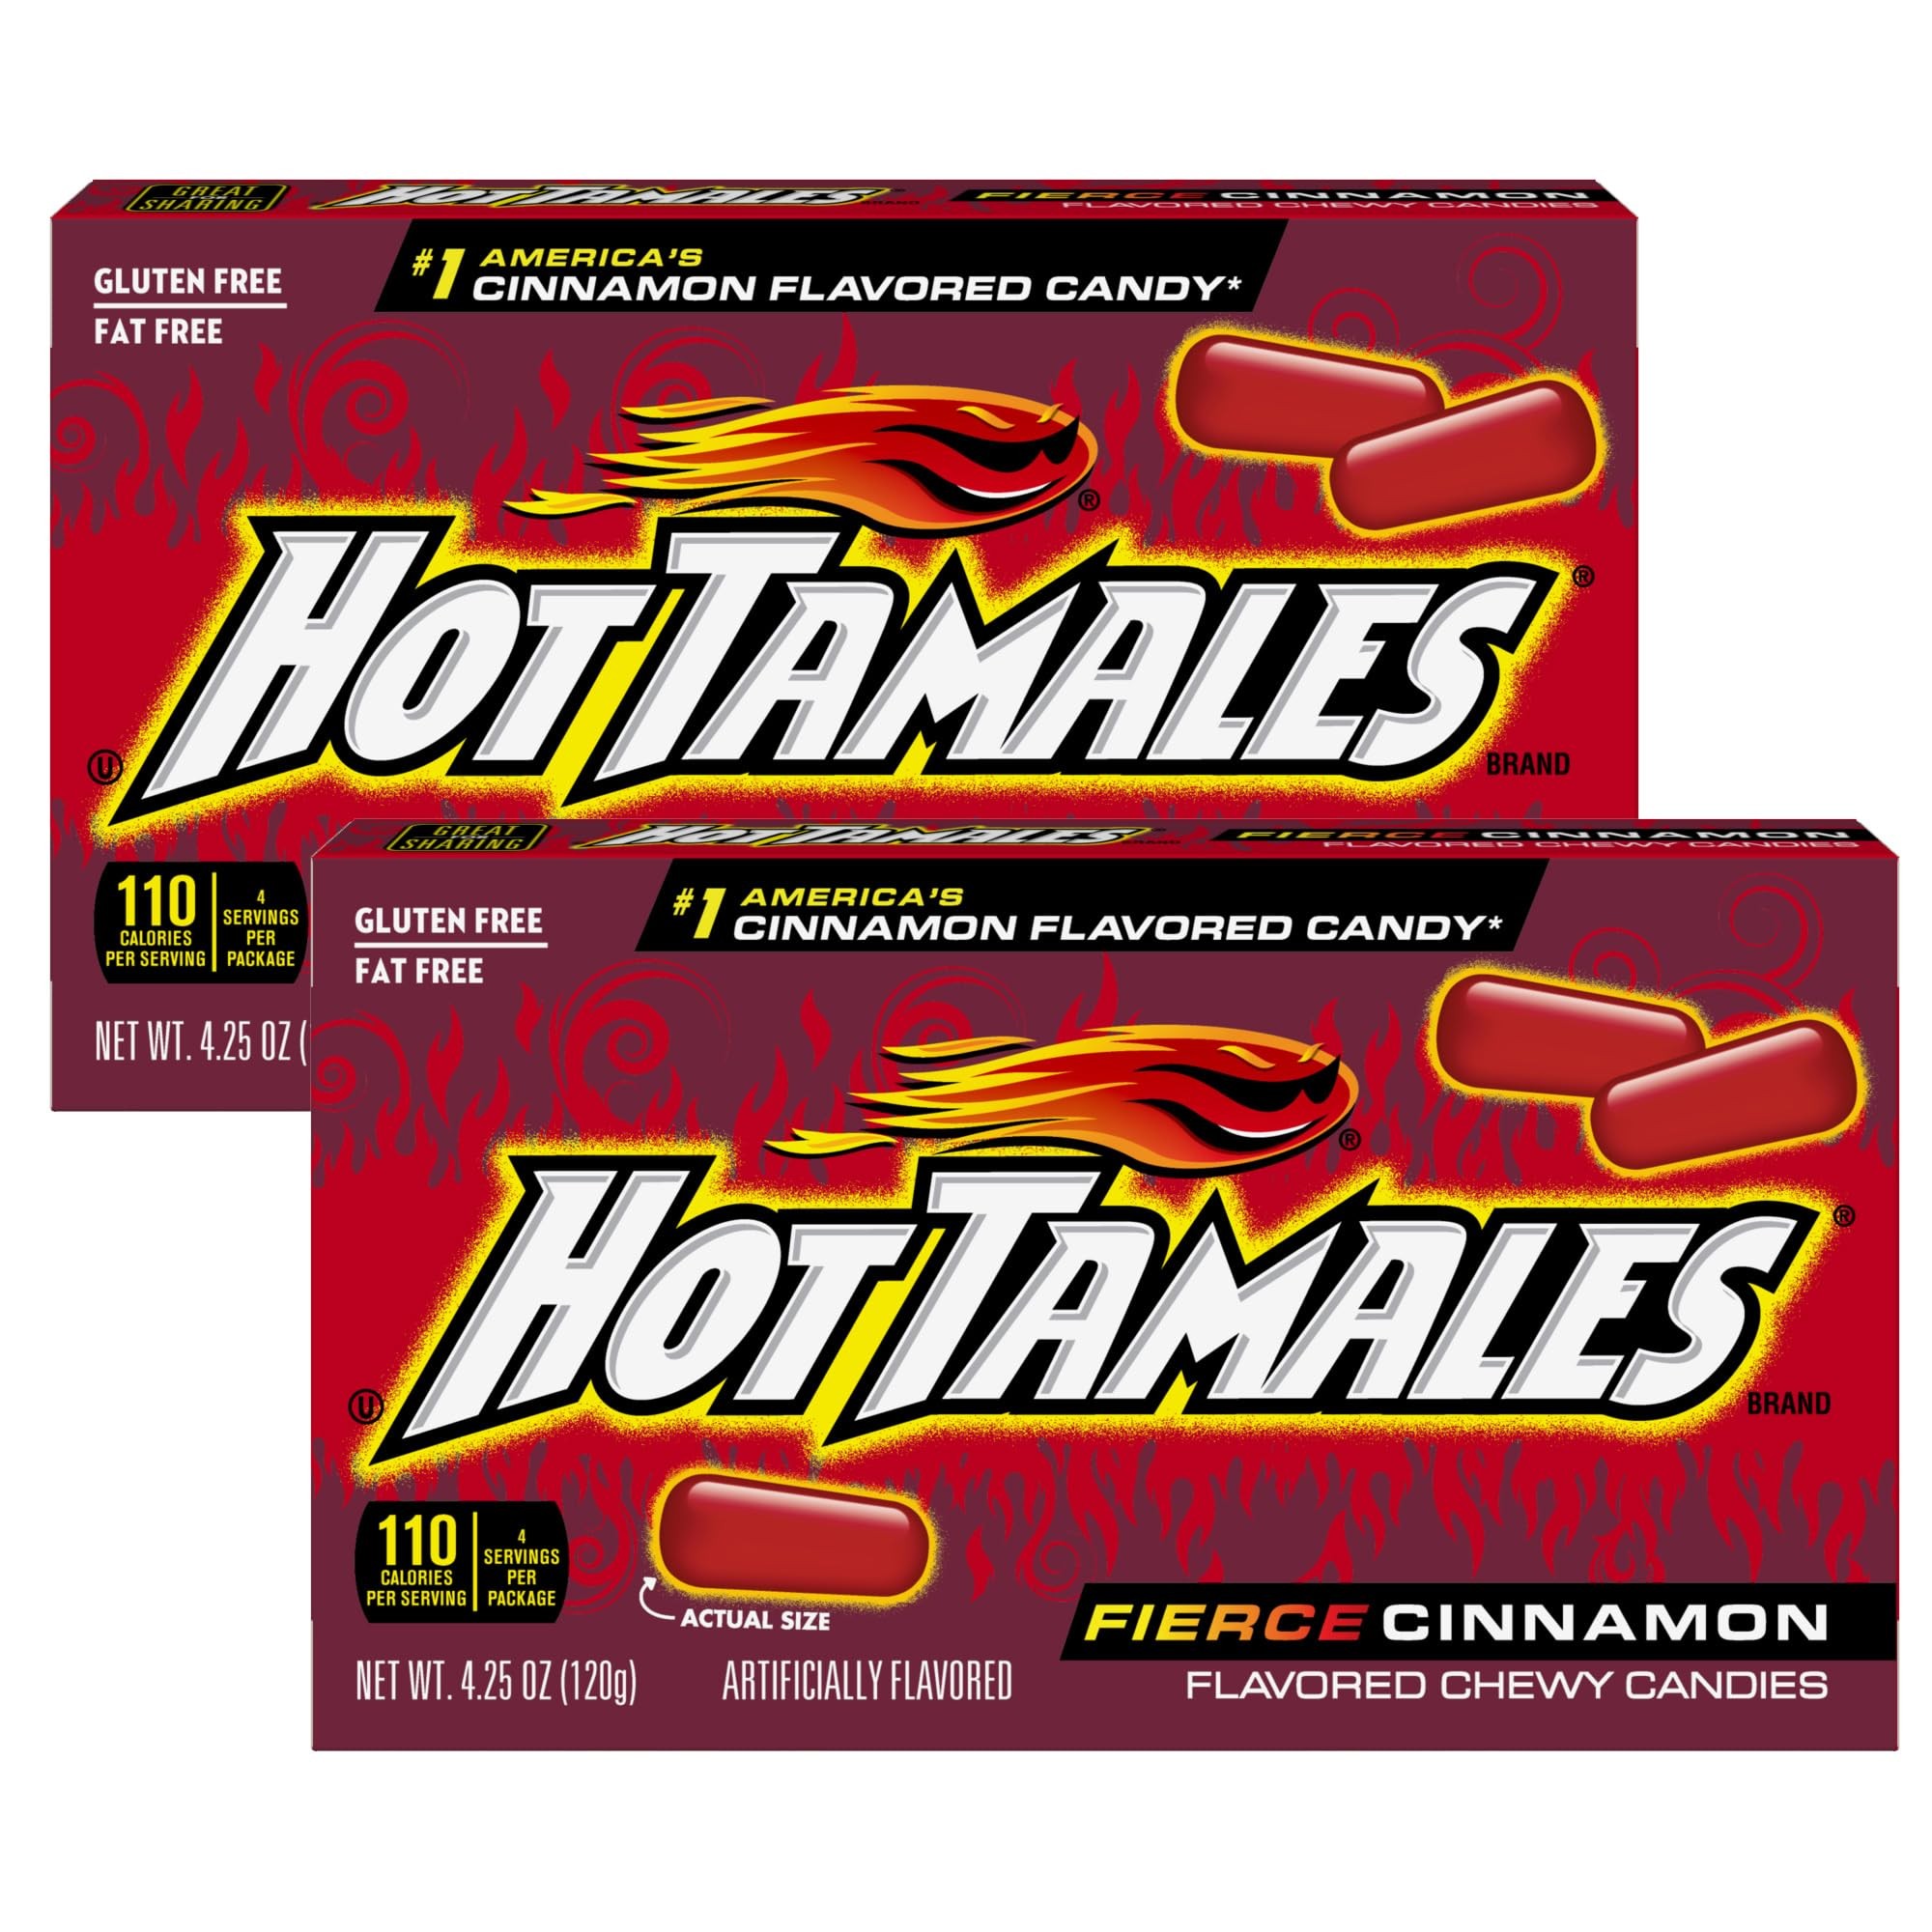 GREAT
FOR
SHARING
HOT TAMALES
BRAND
FIERCE CINNAMON
FLAVORED CHEWY CANDIES
GLUTEN FREE
FAT FREE
#1 AMERICA'S
CINNAMON FLAVORED CANDY*
®
HOT TAMALES®
U
BRAND
110
CALORIES
PER SERVING
4
SERVINGS
PER
PACKAGE
NET WT. 4.25 OZ (
GREAT
FOR
SHARING
HOT TAMALES
BRAND
FIERCE CINNAMON
FLAVORED CHEWY CANDIES
GLUTEN FREE
FAT FREE
#1 AMERICA'S
CINNAMON FLAVORED CANDY*
®
HOT TAMALES®
U
BRAND
110
CALORIES
PER SERVING
4
SERVINGS
PER
PACKAGE
ACTUAL SIZE
FIERCE CINNAMON
FLAVORED CHEWY CANDIES
NET WT. 4.25 OZ (120g)
ARTIFICIALLY FLAVORED